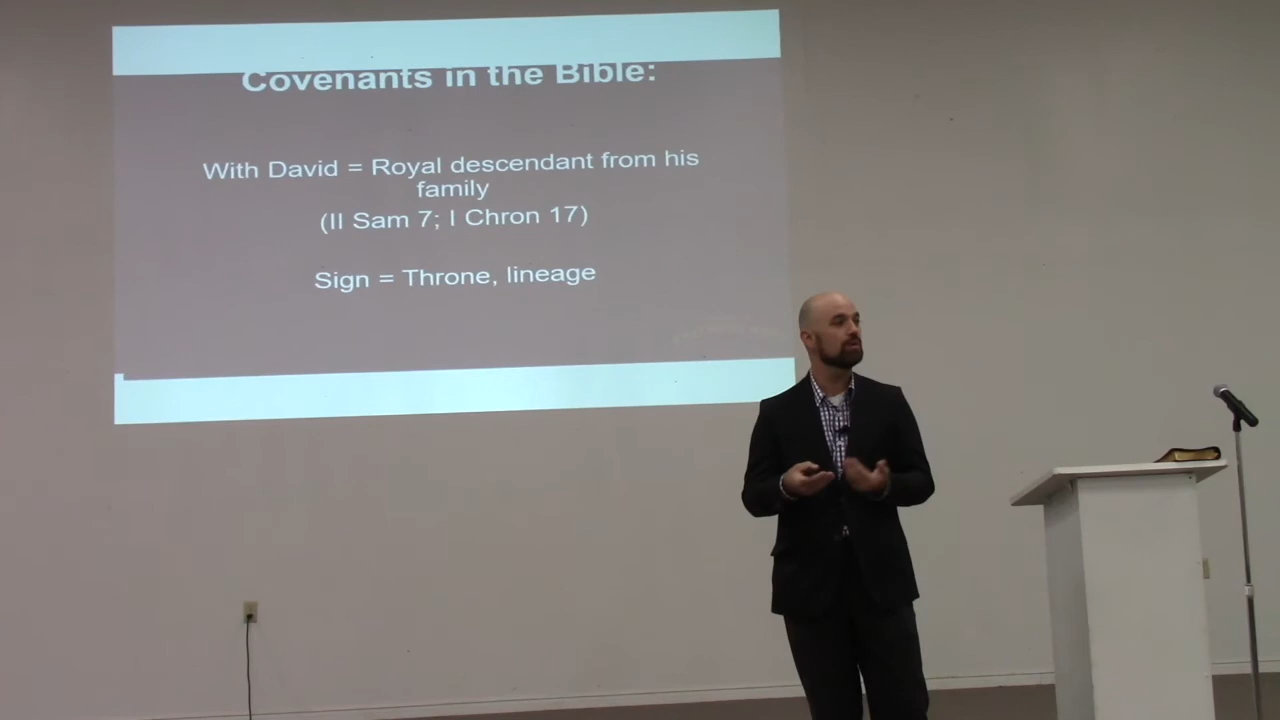 Covenants in the Bible:
With David = Royal descendant from his
family
(II Sam 7; I Chron 17)
Sign = Throne, lineage